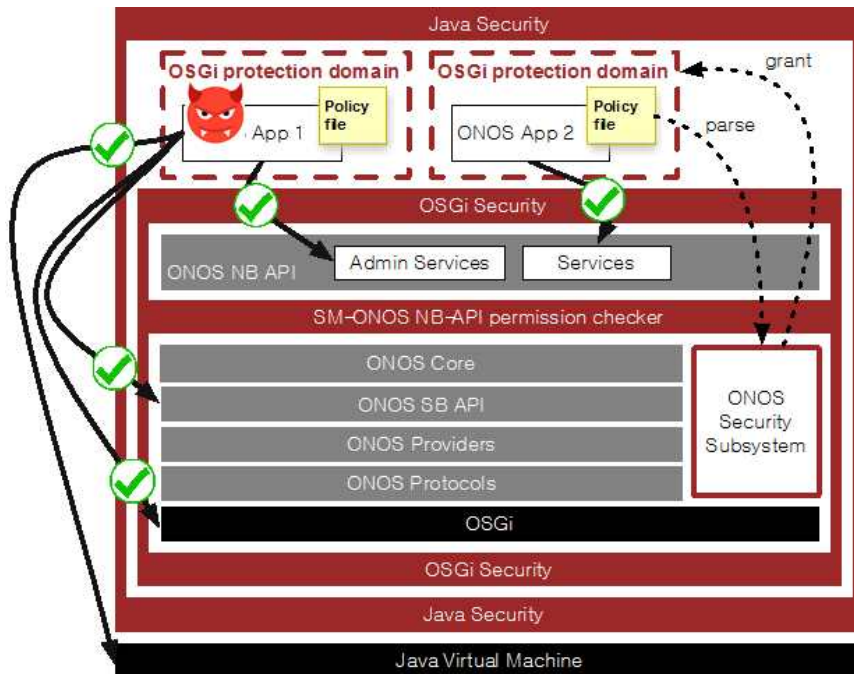 Java Security
OSGi protection domain
OSGi protection domain
grant
Policy
file
App 1
Policy
file
ONOS App 2
parse
OSGi Security
Admin Services
Services
ONOS NB API
SM-ONOS NB-API permission checker
ONOS Core
ONOS SB API
ONOS Providers
ONOS Protocols
ONOS
Security
Subsystem
OSGi
OSGi Security
Java Security
Java Virtual Machine